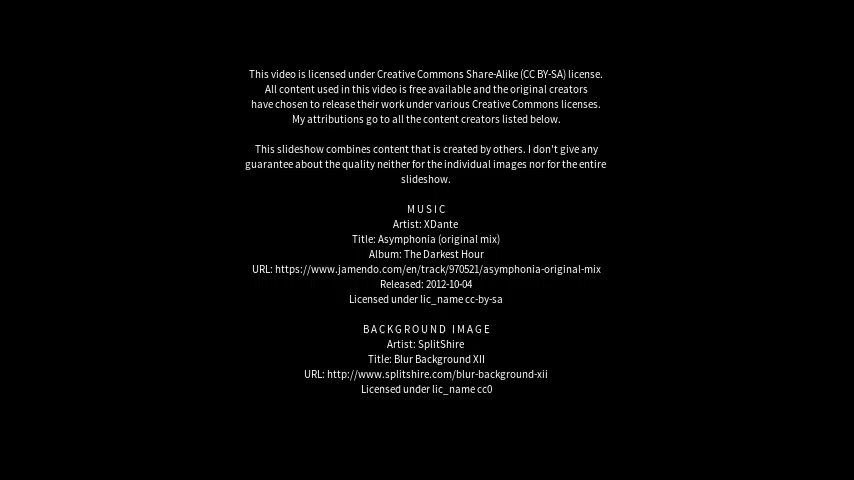 This video is licensed under Creative Commons Share-Alike (CC BY-SA) license.
All content used in this video is free available and the original creators
have chosen to release their work under various Creative Commons licenses.
My attributions go to all the content creators listed below.
This slideshow combines content that is created by others. I don't give any
guarantee about the quality neither for the individual images nor for the entire
slideshow.
MUSIC
Artist: XDante
Title: Asymphonia (original mix)
Album: The Darkest Hour
URL: https://www.jamendo.com/en/track/970521/asymphonia-original-mix
Released: 2012-10-04
Licensed under lic_name cc-by-sa
BACKGROUND IMAGE
Artist: SplitShire
Title: Blur Background XII
URL: http://www.splitshire.com/blur-background-xii
Licensed under lic_name cc0